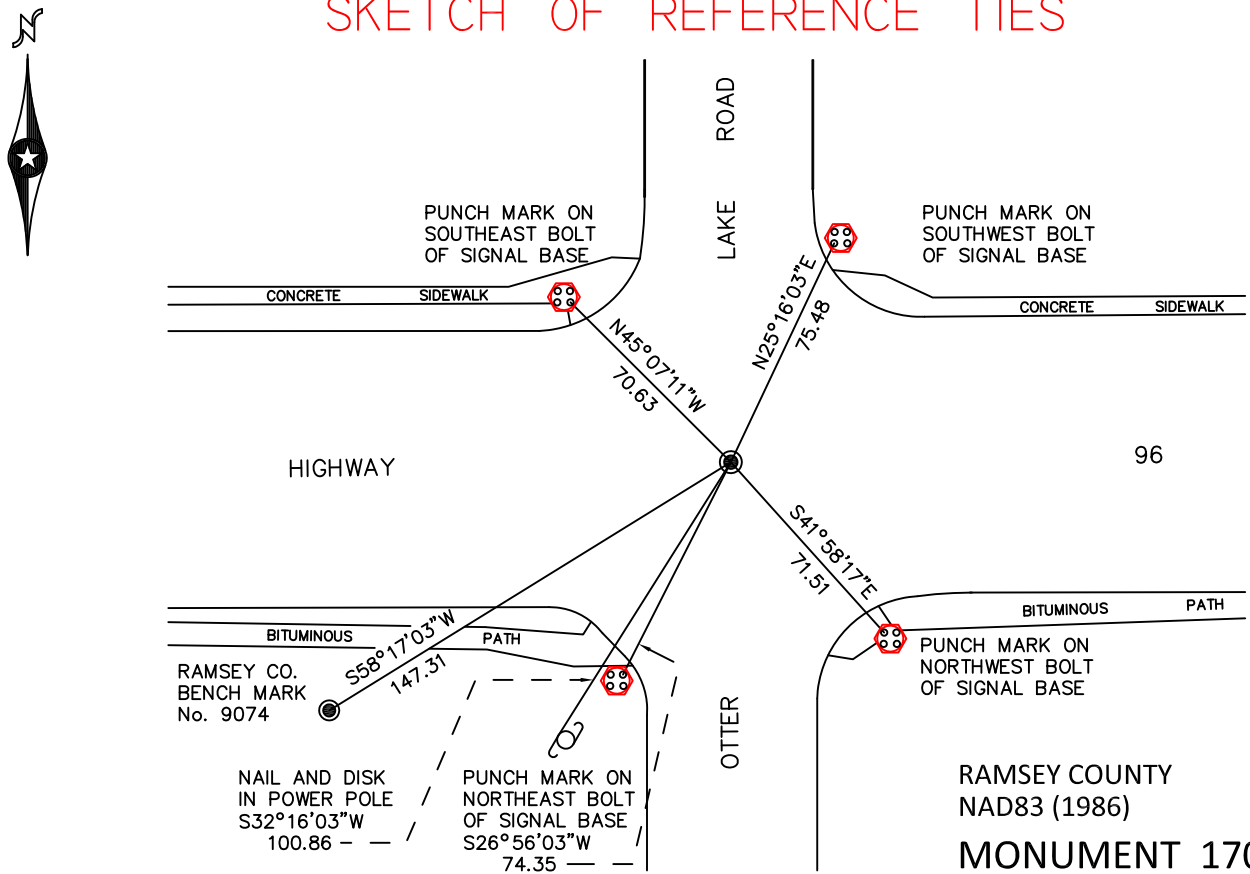 SKETCH OF REFERENCE TIES
N
LAKE ROAD
PUNCH MARK ON
SOUTHEAST BOLT
OF SIGNAL BASE
PUNCH MARK ON
SOUTHWEST BOLT
OF SIGNAL BASE
CONCRETE SIDEWALK
CONCRETE SIDEWALK
N45°07'11"W
70.63
N25°16'03"E
75.48
HIGHWAY
96
S41°58'17"E
71.51
S58°17'03"W
147.31
BITUMINOUS PATH
BITUMINOUS PATH
RAMSEY CO.
BENCH MARK
No. 9074
PUNCH MARK ON
NORTHWEST BOLT
OF SIGNAL BASE
OTTER
NAIL AND DISK
IN POWER POLE
S32°16'03"W
100.86
PUNCH MARK ON
NORTHEAST BOLT
OF SIGNAL BASE
S26°56'03"W
74.35
RAMSEY COUNTY
NAD83 (1986)
MONUMENT 170